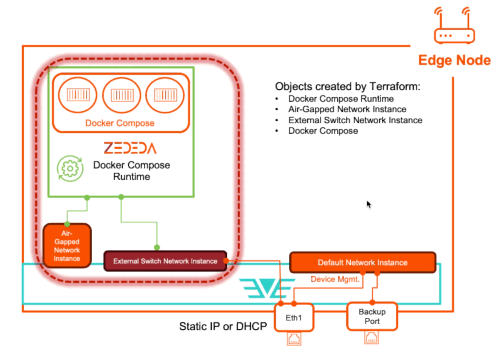 Edge Node
Objects created by Terraform:
• Docker Compose Runtime
• Air-Gapped Network Instance
• External Switch Network Instance
• Docker Compose
Docker Compose
ZEDEDA
Docker Compose
Runtime
Air-
Gapped
Network
Instance
External Switch Network Instance
Default Network Instance
Device Mgmt.
EVE
Static IP or DHCP
Eth1
Backup
Port